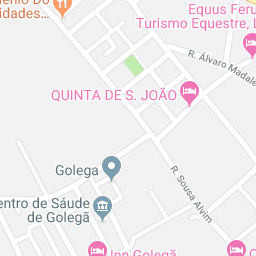 Equus Feru
Turismo Equestre, L
idades...
R. Álvaro Madale
QUINTA DE S. JOÃO
Golega
R. Sousa Alvim
entro de Sáude
de Golegã
Inn Golegã